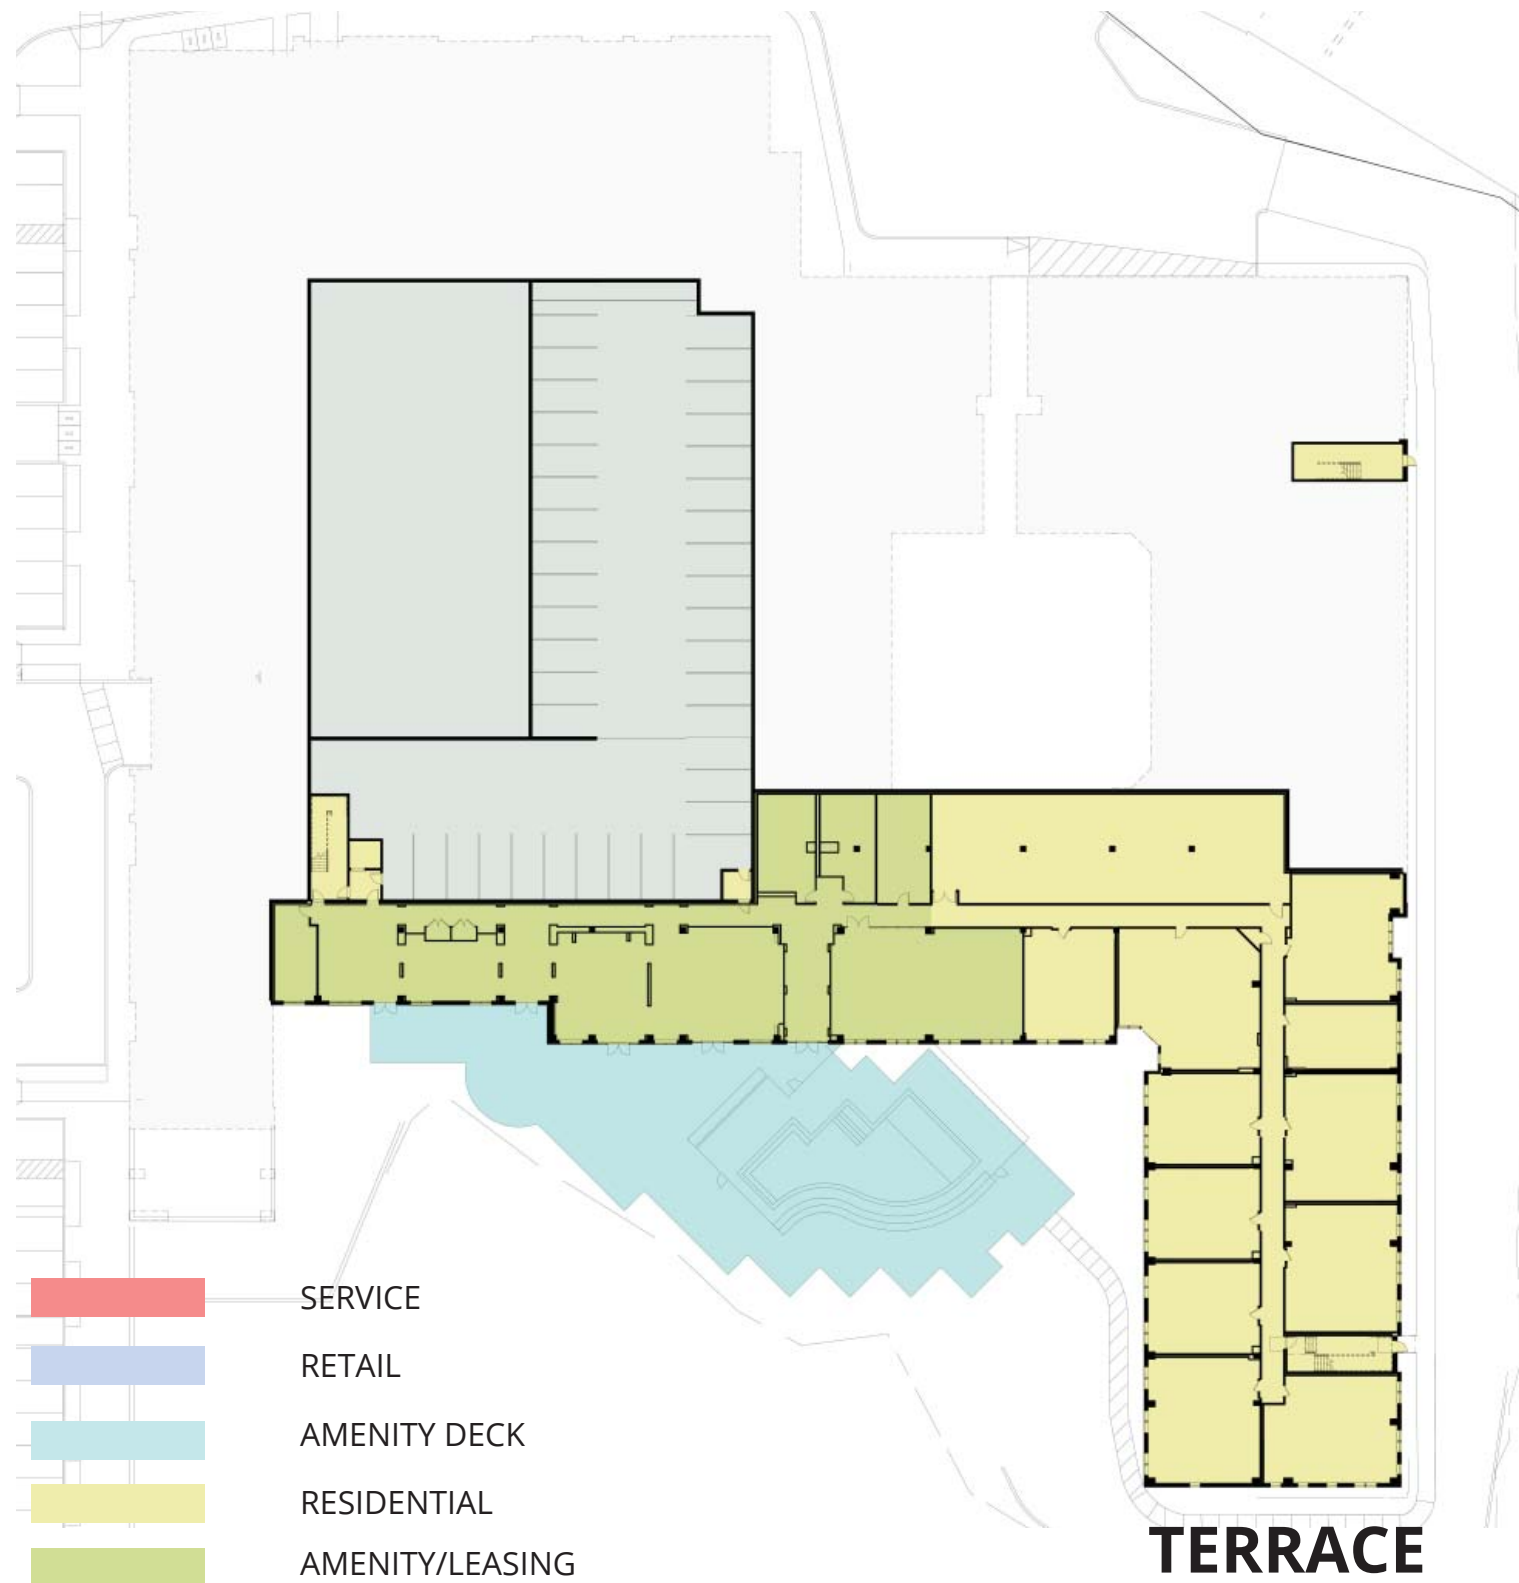 SERVICE
RETAIL
AMENITY DECK
RESIDENTIAL
AMENITY/LEASING
TERRACE